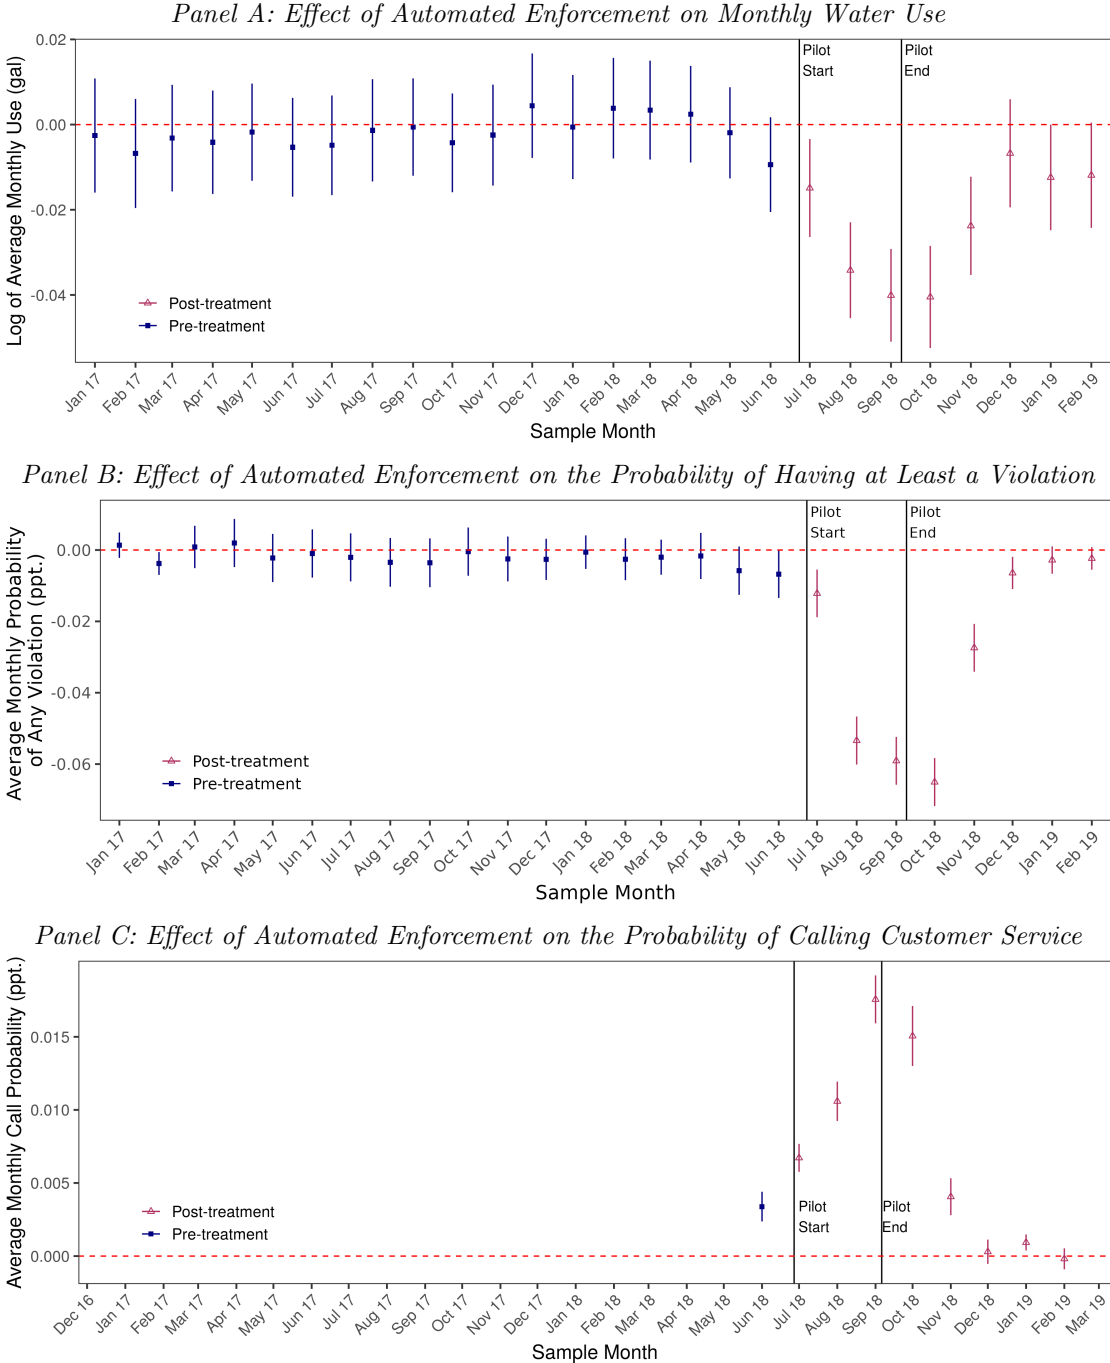 Panel A: Effect of Automated Enforcement on Monthly Water Use
Log of Average Monthly Use (gal)
0.02
0.00
-0.02
-0.04
Pilot
Start
Pilot
End
Post-treatment
Pre-treatment
Jan 17
Feb 17
Mar 17
Apr 17
May 17
Jun 17
Jul 17
Aug 17
Sep 17
Oct 17
Nov 17
Dec 17
Jan 18
Feb 18
Mar 18
Apr 18
May 18
Jun 18
Jul 18
Aug 18
Sep 18
Oct 18
Nov 18
Dec 18
Jan 19
Feb 19
Sample Month
Panel B: Effect of Automated Enforcement on the Probability of Having at Least a Violation
Average Monthly Probability
of Any Violation (ppt.)
0.00
-0.02
-0.04
-0.06
Pilot
Start
Pilot
End
Post-treatment
Pre-treatment
Jan 17
Feb 17
Mar 17
Apr 17
May 17
Jun 17
Jul 17
Aug 17
Sep 17
Oct 17
Nov 17
Dec 17
Jan 18
Feb 18
Mar 18
Apr 18
May 18
Jun 18
Jul 18
Aug 18
Sep 18
Oct 18
Nov 18
Dec 18
Jan 19
Feb 19
Sample Month
Panel C: Effect of Automated Enforcement on the Probability of Calling Customer Service
Average Monthly Call Probability (ppt.)
0.015
0.010
0.005
0.000
Post-treatment
Pre-treatment
Pilot
Start
Pilot
End
Dec 16
Jan 17
Feb 17
Mar 17
Apr 17
May 17
Jun 17
Jul 17
Aug 17
Sep 17
Oct 17
Nov 17
Dec 17
Jan 18
Feb 18
Mar 18
Apr 18
May 18
Jun 18
Jul 18
Aug 18
Sep 18
Oct 18
Nov 18
Dec 18
Jan 19
Feb 19
Mar 19
Sample Month